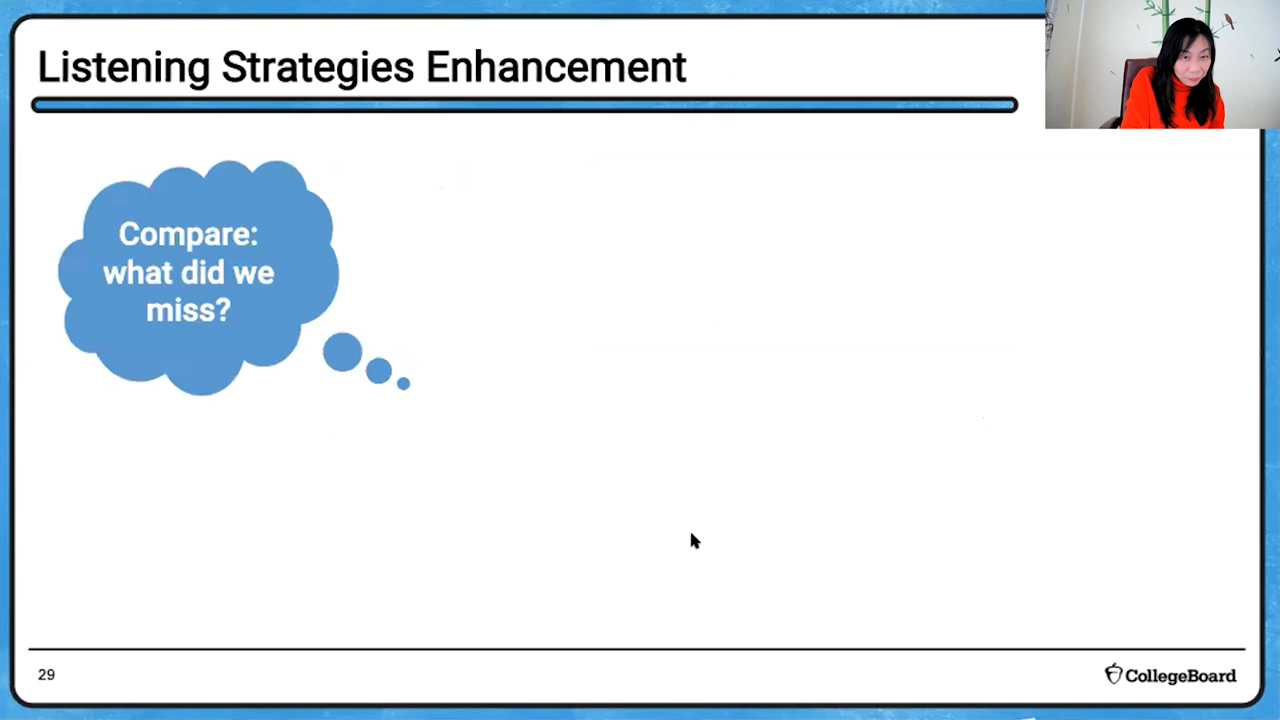 Listening Strategies Enhancement
Compare:
what did we
miss?
29
CollegeBoard